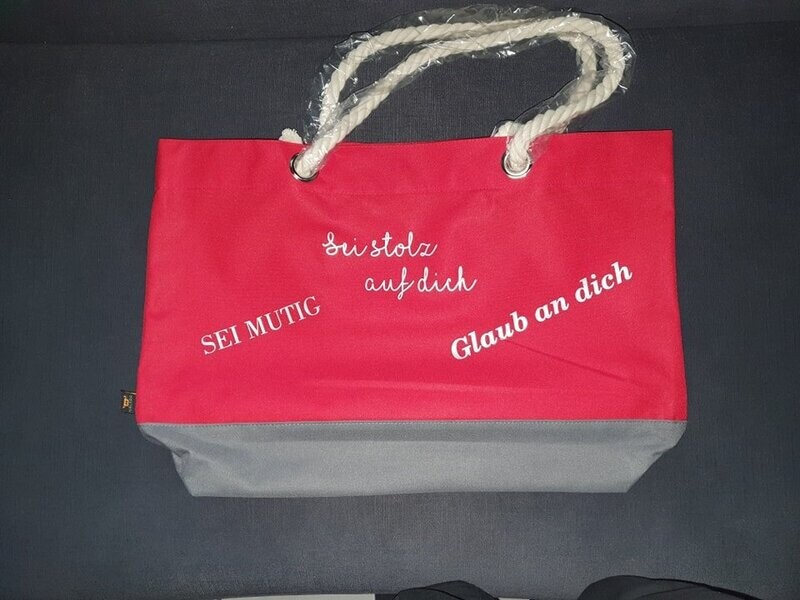 Sei stolz
auf dich
SEI MUTIG
Glaub an dich